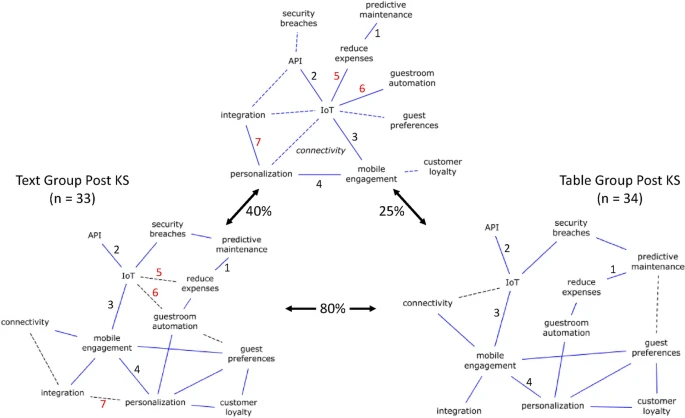 security
breaches
predictive
maintenance
1
API
reduce
expenses
2
5
guestroom
automation
6
integration
IoT
guest
preferences
7
connectivity
3
personalization
4
mobile
engagement
customer
loyalty
Text Group Post KS
(n = 33)
Table Group Post KS
(n = 34)
40%
25%
80%
API
security
breaches
2
predictive
maintenance
IoT
5
1
reduce
expenses
6
3
guestroom
automation
connectivity
mobile
engagement
guest
preferences
4
integration
7
personalization
customer
loyalty
API
security
breaches
2
predictive
maintenance
IoT
1
reduce
expenses
connectivity
3
guestroom
automation
mobile
engagement
guest
preferences
4
integration
personalization
customer
loyalty